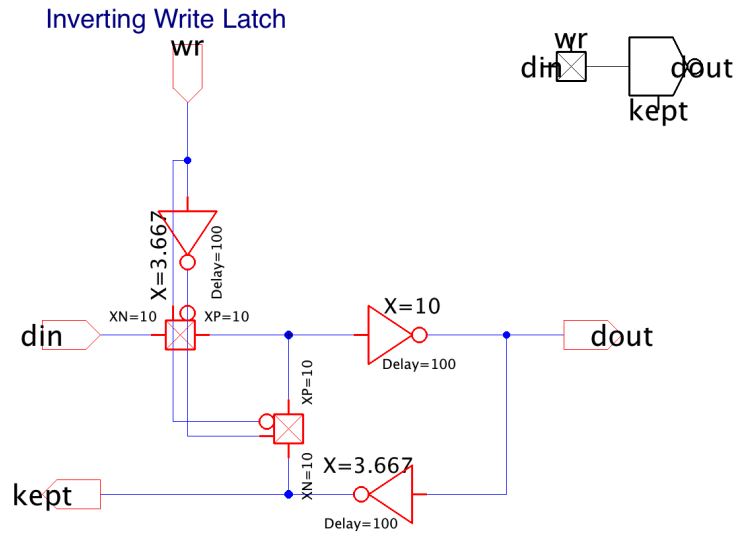 Inverting Write Latch
wr
wr
din
dout
kept
X=3.667
Delay=100
XN=10
XP=10
X=10
din
dout
Delay=100
XP=10
X=3.667
XN=10
kept
Delay=100